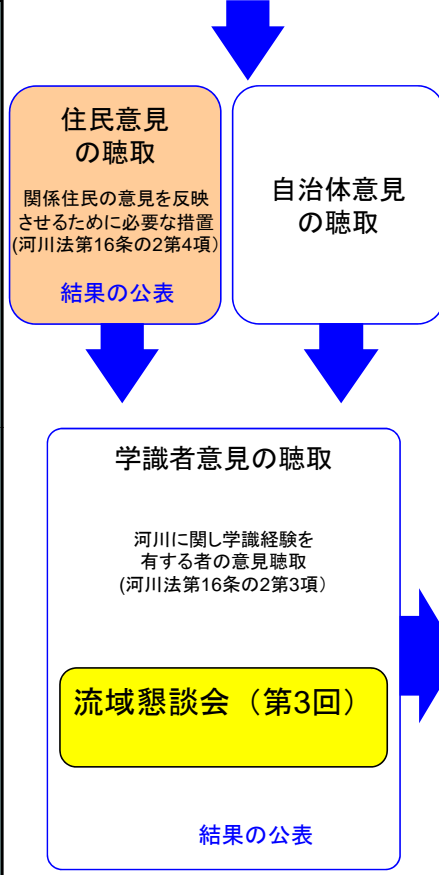 住民意見
の聴取
関係住民の意見を反映
させるために必要な措置
(河川法第16条の2第4項)
結果の公表
自治体意見
の聴取
学識者意見の聴取
河川に関し学識経験を
有する者の意見聴取
(河川法第16条の2第3項)
流域懇談会（第3回）
結果の公表